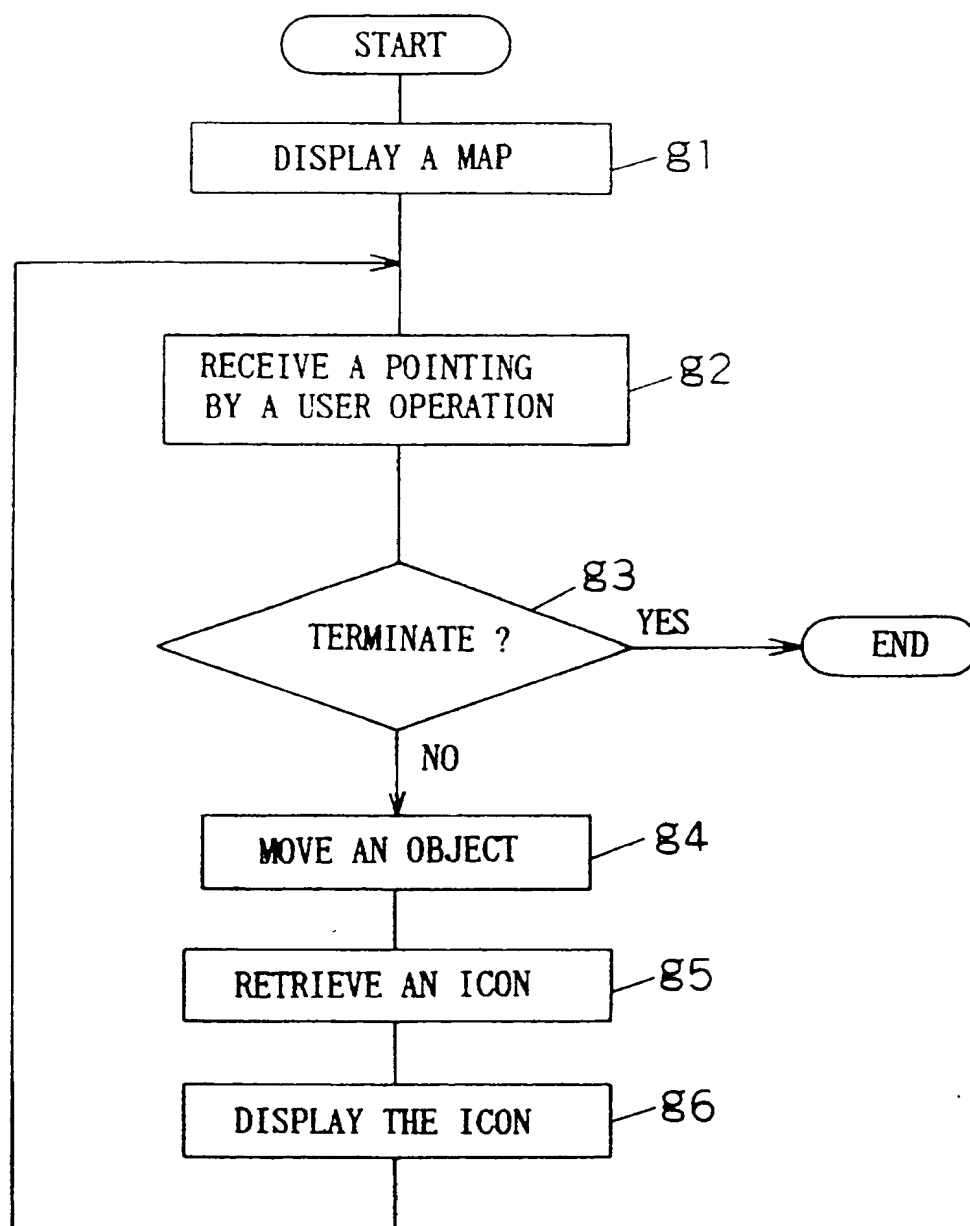 START
DISPLAY A MAP
g1
RECEIVE A POINTING
BY A USER OPERATION
g2
g3
TERMINATE ?
YES
END
NO
MOVE AN OBJECT
g4
RETRIEVE AN ICON
g5
DISPLAY THE ICON
g6